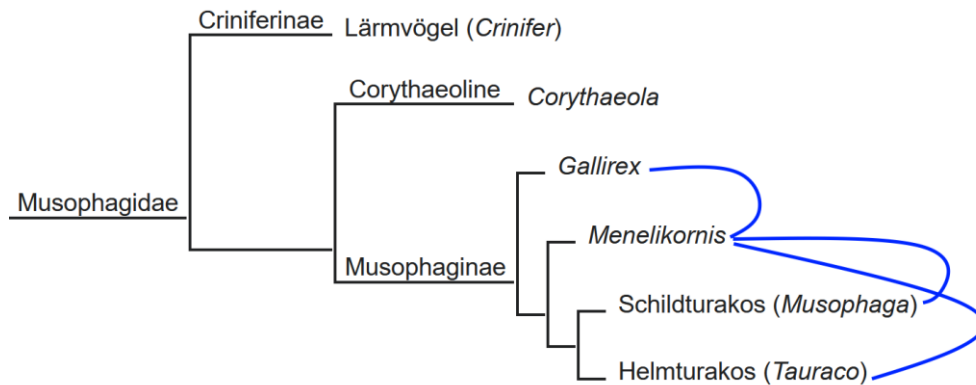 Criniferinae
Lärmvögel (Crinifer)
Corythaeoline
Corythaeola
Gallirex
Musophagidae
Menelikornis
Musophaginae
Schildturakos (Musophaga)
Helmturakos (Tauraco)